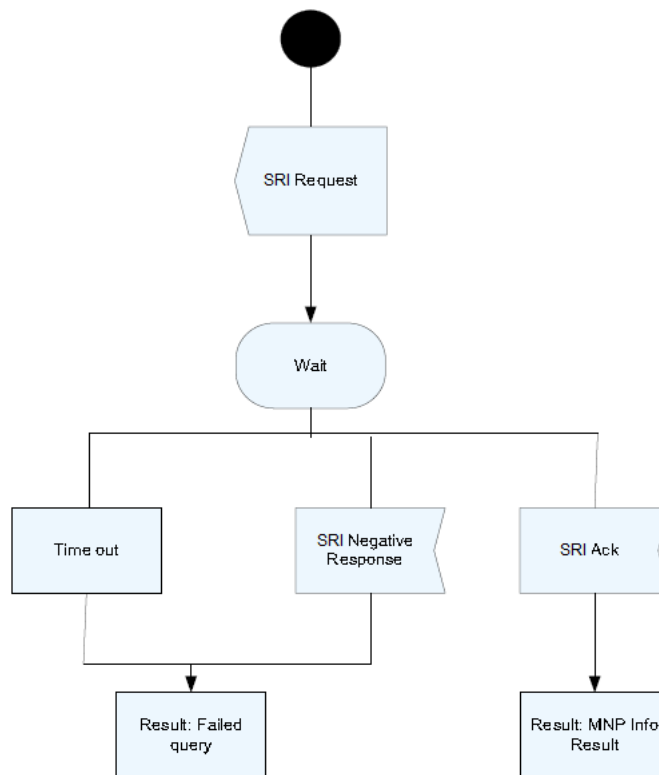 SRI Request
Wait
Time out
SRI Negative
Response
SRI Ack
Result: Failed
query
Result: MNP Info
Result